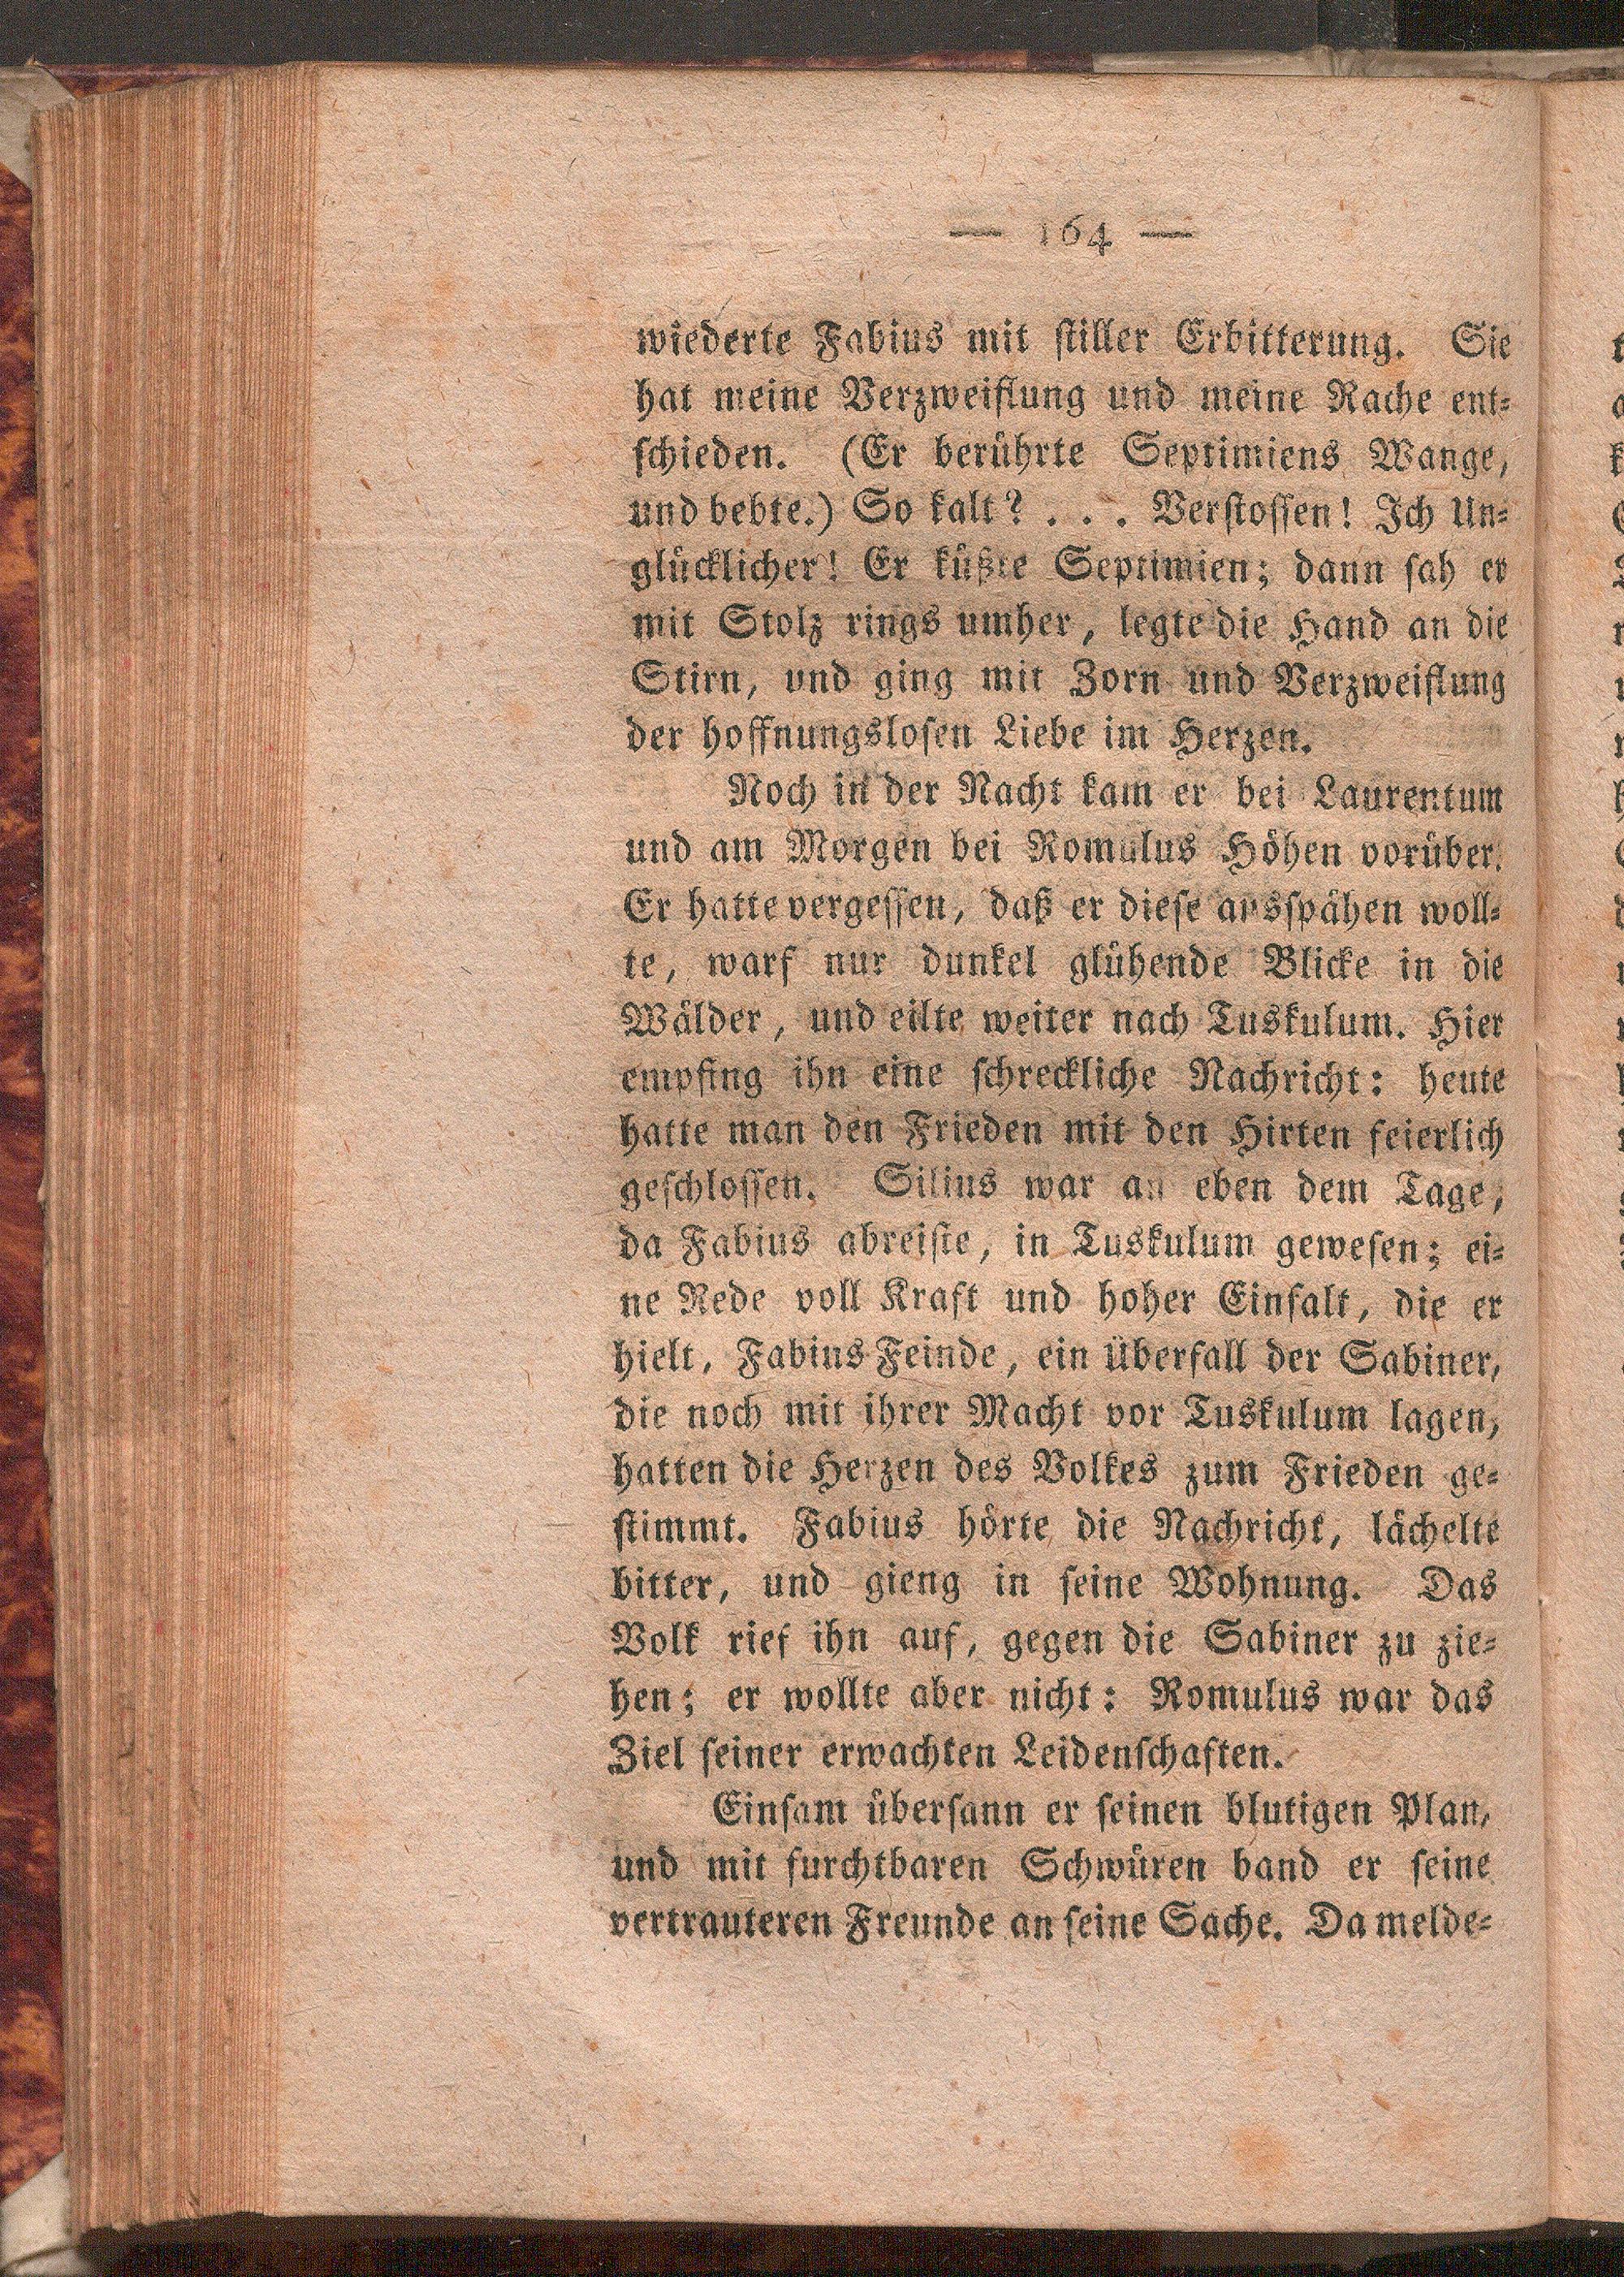 — 164 —
wiederte Fabius mit stiller Erbitterung. Sie
hat meine Verzweiflung und meine Rache ent-
schieden. (Er berührte Septimiens Wange,
und bebte.) So kalt? . . . Verstossen! Ich Un-
glücklicher! Er küßte Septimien; dann sah er
mit Stolz rings umher, legte die Hand an die
Stirn, und ging mit Zorn und Verzweiflung
der hoffnungslosen Liebe im Herzen.
Noch in der Nacht kam er bei Laurentum
und am Morgen bei Romulus Höhen vorüber.
Er hatte vergessen, daß er diese ausspähen woll-
te, warf nur dunkel glühende Blicke in die
Wälder, und eilte weiter nach Tuskulum. Hier
empfing ihn eine schreckliche Nachricht: heute
hatte man den Frieden mit den Hirten feierlich
geschlossen. Silius war an eben dem Tage,
da Fabius abreiste, in Tuskulum gewesen; ei-
ne Rede voll Kraft und hoher Einfalt, die er
hielt, Fabius Feinde, ein Überfall der Sabiner,
die noch mit ihrer Macht vor Tuskulum lagen,
hatten die Herzen des Volkes zum Frieden ge-
stimmt. Fabius hörte die Nachricht, lächelte
bitter, und gieng in seine Wohnung. Das
Volk rief ihn auf, gegen die Sabiner zu zie-
hen; er wollte aber nicht: Romulus war das
Ziel seiner erwachten Leidenschaften.
Einsam übersann er seinen blutigen Plan,
und mit furchtbaren Schwüren band er seine
vertrauteren Freunde an seine Sache. Da melde-